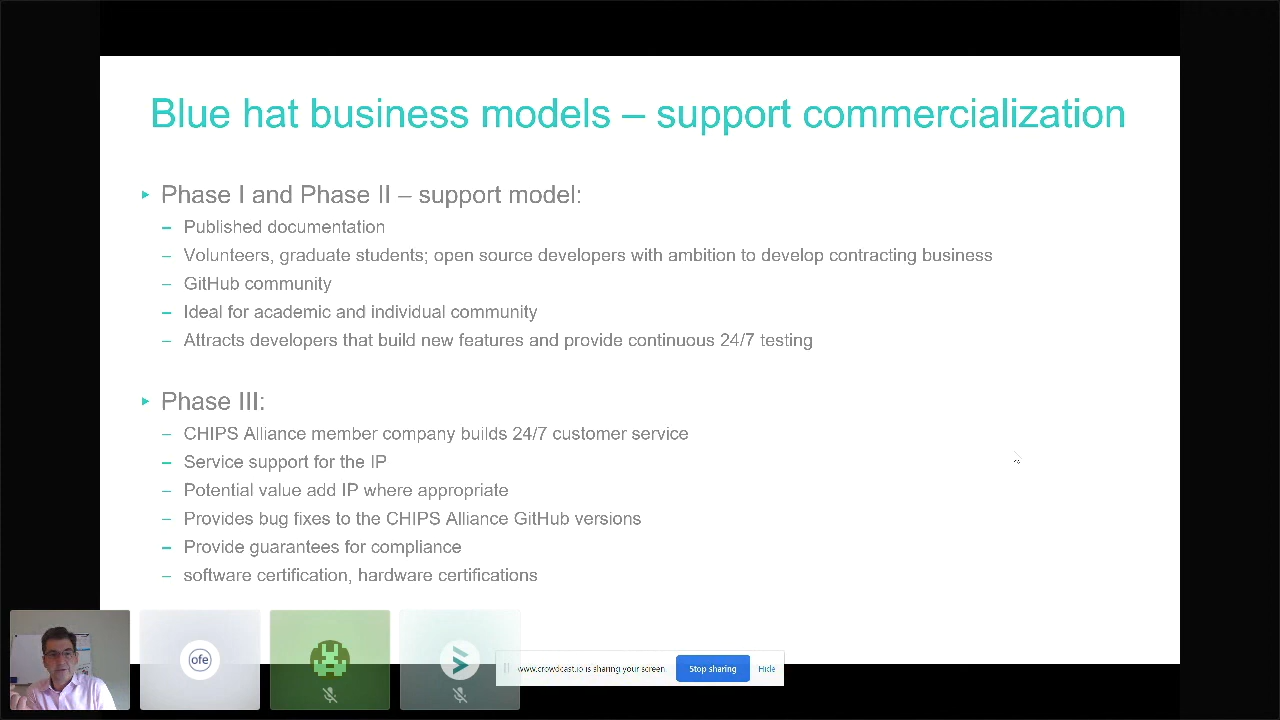 Blue hat business models – support commercialization
Phase I and Phase II – support model:
– Published documentation
– Volunteers, graduate students; open source developers with ambition to develop contracting business
– GitHub community
– Ideal for academic and individual community
– Attracts developers that build new features and provide continuous 24/7 testing
Phase III:
– CHIPS Alliance member company builds 24/7 customer service
– Service support for the IP
– Potential value add IP where appropriate
– Provides bug fixes to the CHIPS Alliance GitHub versions
– Provide guarantees for compliance
– software certification, hardware certifications
ofe
www.crowdcast.io is sharing your screen. Stop sharing Hide